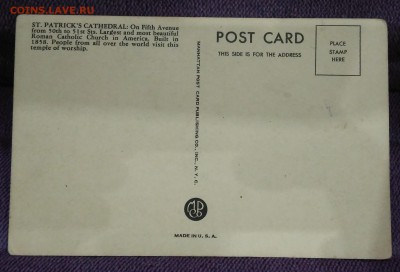 COINS.LAVE.RU
ST. PATRICK'S CATHEDRAL: On Fifth Avenue
from 50th to 51st Sts. Largest and most beautiful
Roman Catholic Church in America. Built in
1858. People from all over the world visit this
temple of worship.
POST CARD
THIS SIDE IS FOR THE ADDRESS
PLACE
STAMP
HERE
MANHATTAN POST CARD PUBLISHING CO., INC., N. Y. C.
MADE IN U. S. A.